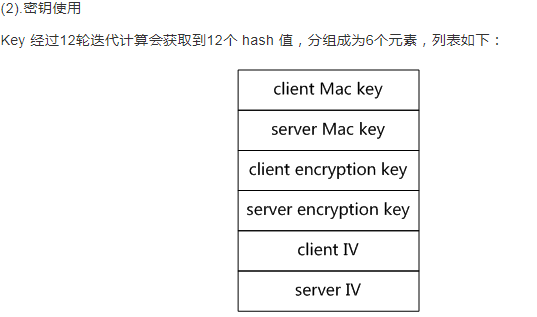 (2).密钥使用
Key 经过12轮迭代计算会获取到12个 hash 值，分组成为6个元素，列表如下：
client Mac key
server Mac key
client encryption key
server encryption key
client IV
server IV